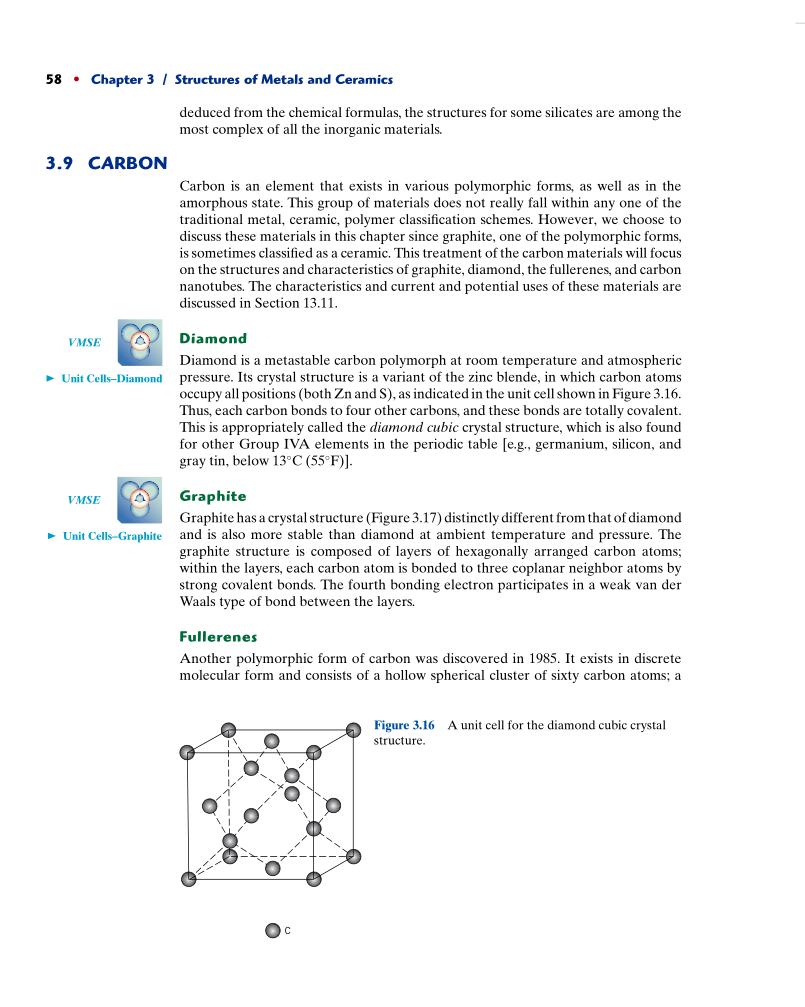 58 • Chapter 3 / Structures of Metals and Ceramics
deduced from the chemical formulas, the structures for some silicates are among the
most complex of all the inorganic materials.
3.9 CARBON
Carbon is an element that exists in various polymorphic forms, as well as in the
amorphous state. This group of materials does not really fall within any one of the
traditional metal, ceramic, polymer classification schemes. However, we choose to
discuss these materials in this chapter since graphite, one of the polymorphic forms,
is sometimes classified as a ceramic. This treatment of the carbon materials will focus
on the structures and characteristics of graphite, diamond, the fullerenes, and carbon
nanotubes. The characteristics and current and potential uses of these materials are
discussed in Section 13.11.
VMSE
► Unit Cells–Diamond
Diamond
Diamond is a metastable carbon polymorph at room temperature and atmospheric
pressure. Its crystal structure is a variant of the zinc blende, in which carbon atoms
occupy all positions (both Zn and S), as indicated in the unit cell shown in Figure 3.16.
Thus, each carbon bonds to four other carbons, and these bonds are totally covalent.
This is appropriately called the diamond cubic crystal structure, which is also found
for other Group IVA elements in the periodic table [e.g., germanium, silicon, and
gray tin, below 13°C (55°F)].
VMSE
► Unit Cells–Graphite
Graphite
Graphite has a crystal structure (Figure 3.17) distinctly different from that of diamond
and is also more stable than diamond at ambient temperature and pressure. The
graphite structure is composed of layers of hexagonally arranged carbon atoms;
within the layers, each carbon atom is bonded to three coplanar neighbor atoms by
strong covalent bonds. The fourth bonding electron participates in a weak van der
Waals type of bond between the layers.
Fullerenes
Another polymorphic form of carbon was discovered in 1985. It exists in discrete
molecular form and consists of a hollow spherical cluster of sixty carbon atoms; a
Figure 3.16 A unit cell for the diamond cubic crystal
structure.
C